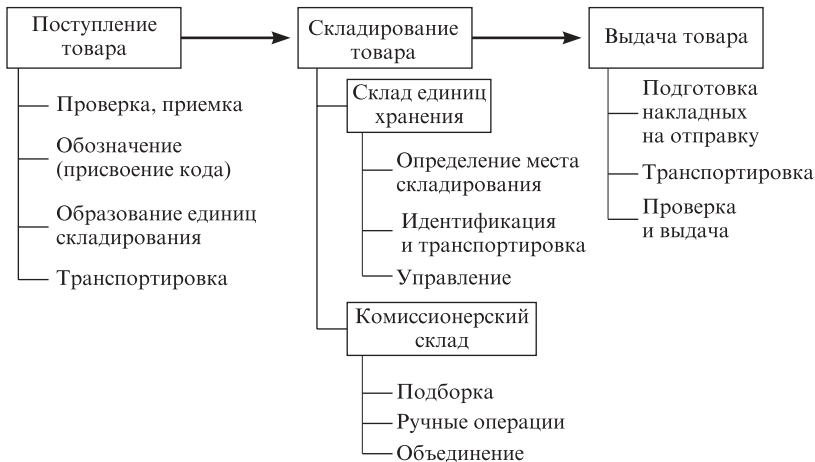 Поступление
товара
Проверка, приемка
Обозначение
(присвоение кода)
Образование единиц
складирования
Транспортировка
Складирование
товара
Склад единиц
хранения
Определение места
складирования
Идентификация
и транспортировка
Управление
Комиссионерский
склад
Подборка
Ручные операции
Объединение
Выдача товара
Подготовка
накладных
на отправку
Транспортировка
Проверка
и выдача